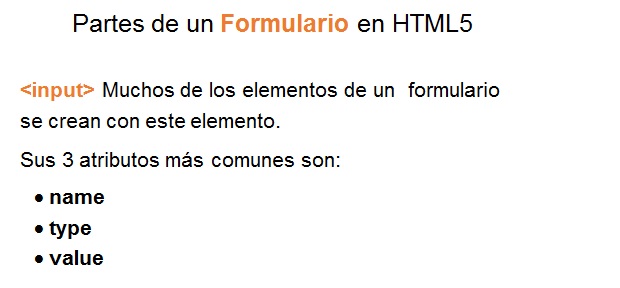 Partes de un Formulario en HTML5
<input> Muchos de los elementos de un formulario
se crean con este elemento.
Sus 3 atributos más comunes son:
• name
• type
• value